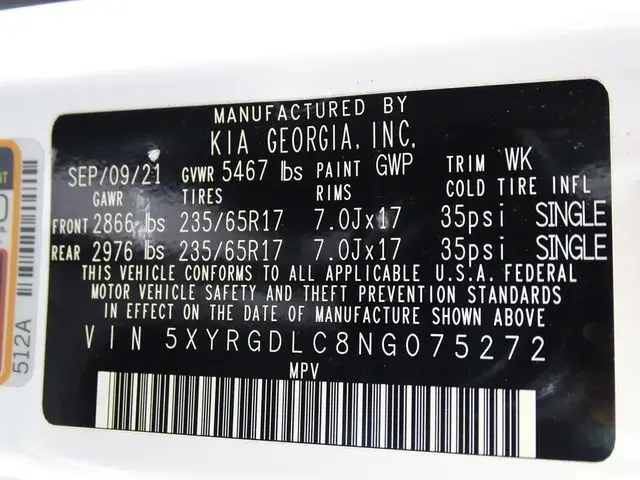 MANUFACTURED BY
KIA GEORGIA, INC.
SEP/09/21 GVWR 5467 lbs PAINT GWP TRIM WK
GAWR TIRES RIMS COLD TIRE INFL
FRONT 2866 lbs 235/65R17 7.0Jx17 35psi SINGLE
REAR 2976 lbs 235/65R17 7.0Jx17 35psi SINGLE
THIS VEHICLE CONFORMS TO ALL APPLICABLE U.S.A. FEDERAL
MOTOR VEHICLE SAFETY AND THEFT PREVENTION STANDARDS
IN EFFECT ON THE DATE OF MANUFACTURE SHOWN ABOVE
VIN 5XYRGDLC8NG075272
MPV
512A